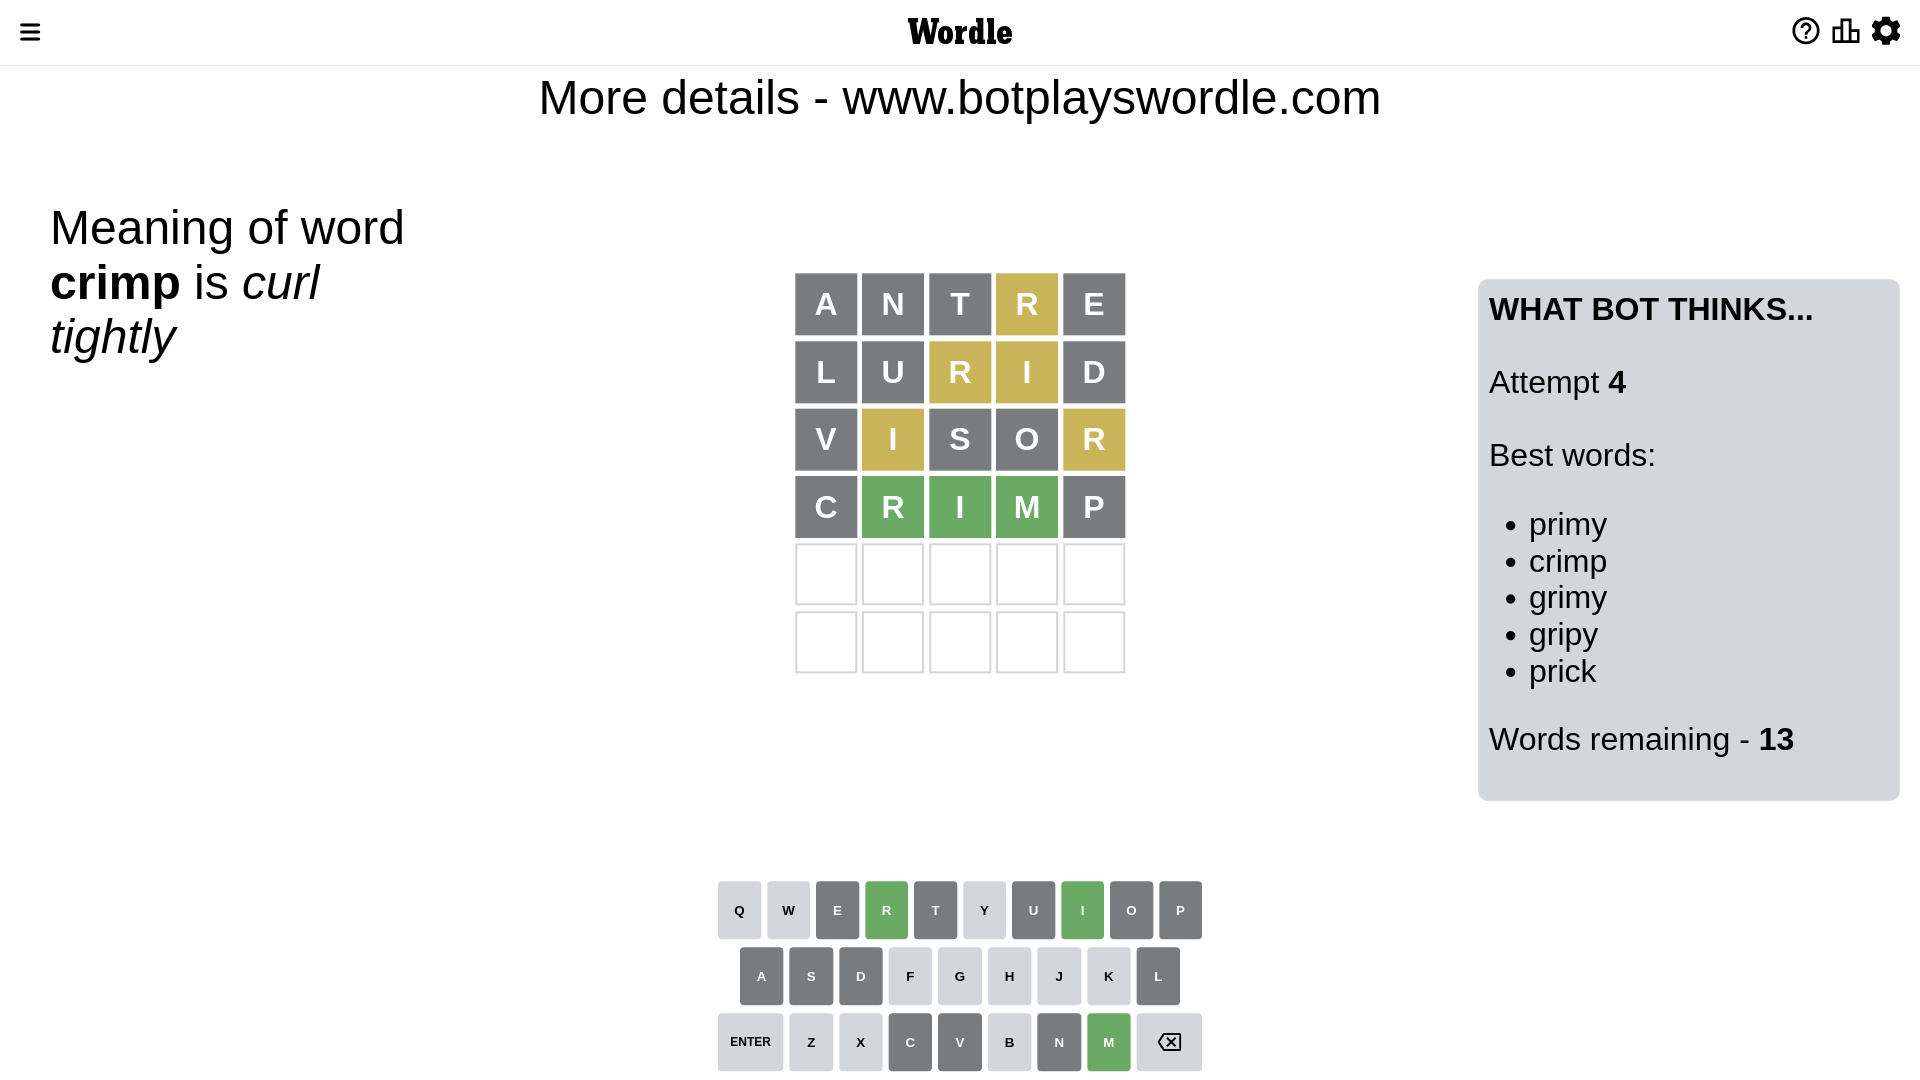 Wordle
More details - www.botplayswordle.com
Meaning of word
crimp is curl
tightly
A N T R E
L U R I D
V I S O R
C R I M P
WHAT BOT THINKS...
Attempt 4
Best words:
• primy
• crimp
• grimy
• gripy
• prick
Words remaining - 13
Q W E R T Y U I O P
A S D F G H J K L
ENTER Z X C V B N M